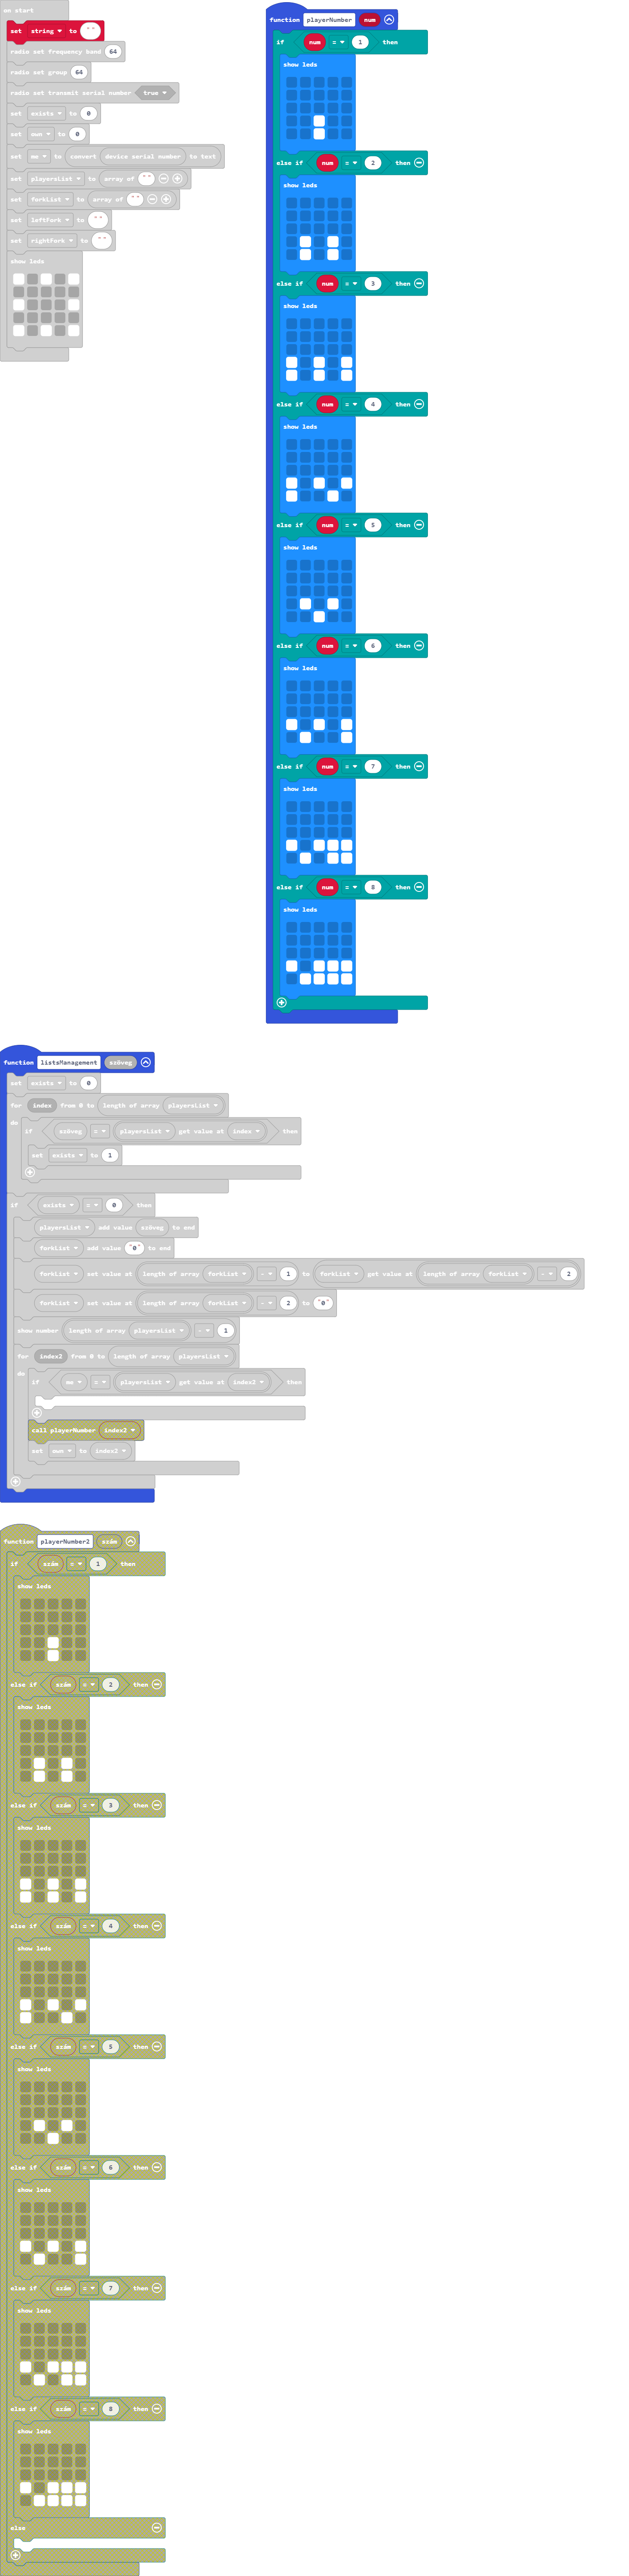 on start
set string to " "
radio set frequency band 64
radio set group 64
radio set transmit serial number true
set exists to 0
set own to 0
set me to convert device serial number to text
set playersList to array of " "
set forkList to array of " "
set leftFork to " "
set rightFork to " "
show leds
function playerNumber num
if num = 1 then
show leds
else if num = 2 then
show leds
else if num = 3 then
show leds
else if num = 4 then
show leds
else if num = 5 then
show leds
else if num = 6 then
show leds
else if num = 7 then
show leds
else if num = 8 then
show leds
function listsManagement szöveg
set exists to 0
for index from 0 to length of array playersList
do
if szöveg = playersList get value at index then
set exists to 1
if exists = 0 then
playersList add value szöveg to end
forkList add value "0" to end
forkList set value at length of array forkList - 1 to forkList get value at length of array forkList - 2
forkList set value at length of array forkList - 2 to "0"
show number length of array playersList - 1
for index2 from 0 to length of array playersList
do
if me = playersList get value at index2 then
call playerNumber index2
set own to index2
function playerNumber2 szám
if szám = 1 then
show leds
else if szám = 2 then
show leds
else if szám = 3 then
show leds
else if szám = 4 then
show leds
else if szám = 5 then
show leds
else if szám = 6 then
show leds
else if szám = 7 then
show leds
else if szám = 8 then
show leds
else